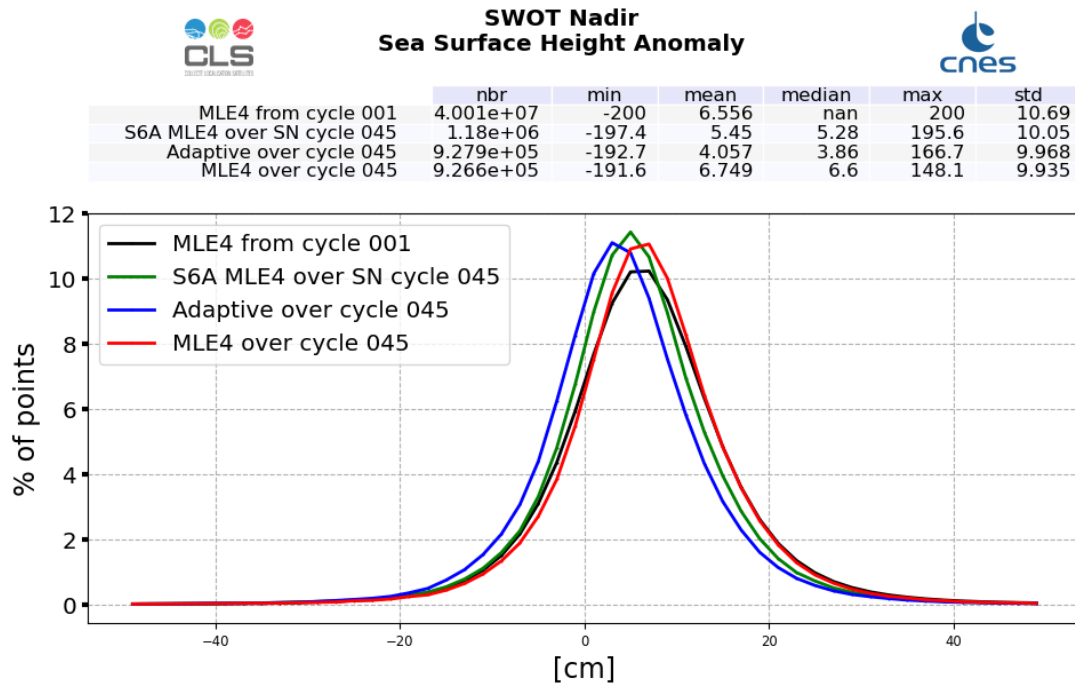 SWOT Nadir
Sea Surface Height Anomaly
CLS
COLLECTE LOCALISATION SATELLITES
cnes
nbr min mean median max std
MLE4 from cycle 001 4.001e+07 -200 6.556 nan 200 10.69
S6A MLE4 over SN cycle 045 1.18e+06 -197.4 5.45 5.28 195.6 10.05
Adaptive over cycle 045 9.279e+05 -192.7 4.057 3.86 166.7 9.968
MLE4 over cycle 045 9.266e+05 -191.6 6.749 6.6 148.1 9.935
12
10
8
6
4
2
0
% of points
MLE4 from cycle 001
S6A MLE4 over SN cycle 045
Adaptive over cycle 045
MLE4 over cycle 045
−40 −20 0 20 40
[cm]